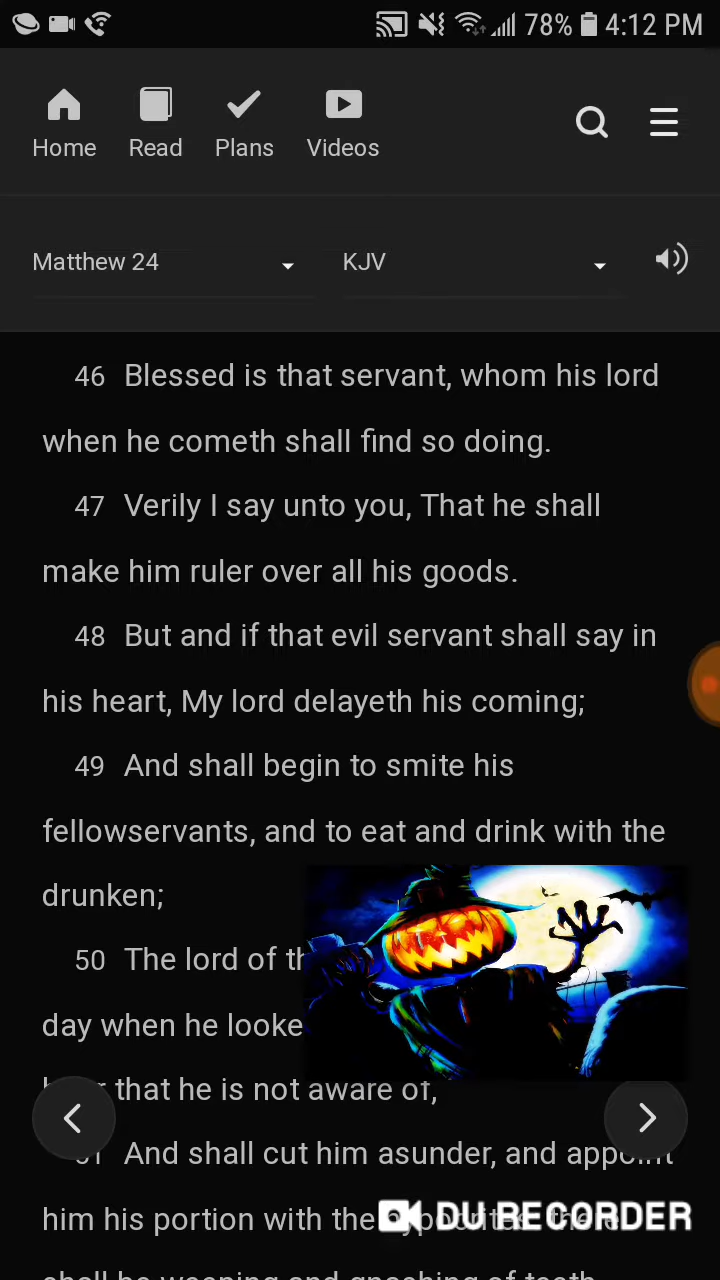 78% 4:12 PM
Home Read Plans Videos
Matthew 24 KJV
46 Blessed is that servant, whom his lord
when he cometh shall find so doing.
47 Verily I say unto you, That he shall
make him ruler over all his goods.
48 But and if that evil servant shall say in
his heart, My lord delayeth his coming;
49 And shall begin to smite his
fellowservants, and to eat and drink with the
drunken;
50 The lord of
day when he
that he is not aware of,
And shall cut him asunder, and appoint
him his portion with the
DU RECORDER